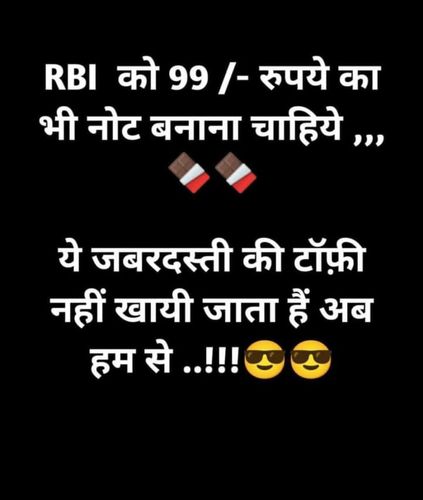 RBI को 99 /- रुपये का
भी नोट बनाना चाहिये ,,,
🍫🍫
ये जबरदस्ती की टॉफ़ी
नहीं खायी जाता हैं अब
हम से ..!!!😎😎